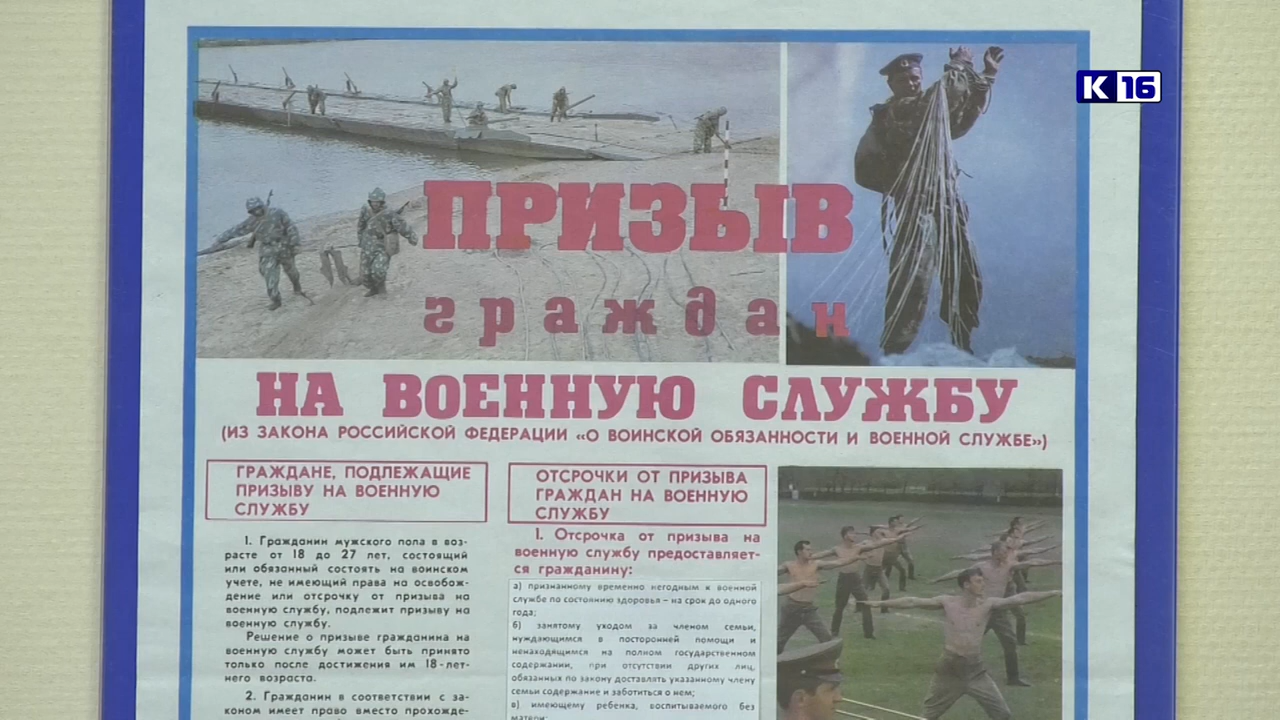 К 16
ПРИЗЫВ
граждан
НА ВОЕННУЮ СЛУЖБУ
(ИЗ ЗАКОНА РОССИЙСКОЙ ФЕДЕРАЦИИ «О ВОИНСКОЙ ОБЯЗАННОСТИ И ВОЕННОЙ СЛУЖБЕ»)
ГРАЖДАНЕ, ПОДЛЕЖАЩИЕ
ПРИЗЫВУ НА ВОЕННУЮ
СЛУЖБУ
1. Гражданин мужского пола в воз-
расте от 18 до 27 лет, состоящий
или обязанный состоять на воинском
учете, не имеющий права на освобож-
дение или отсрочку от призыва на
военную службу, подлежит призыву на
военную службу.
Решение о призыве гражданина на
военную службу может быть принято
только после достижения им 18-лет-
него возраста.
2. Гражданин в соответствии с за-
коном имеет право вместо прохожде-
ОТСРОЧКИ ОТ ПРИЗЫВА
ГРАЖДАН НА ВОЕННУЮ
СЛУЖБУ
1. Отсрочка от призыва на
военную службу предоставляет-
ся гражданину:
а) признанному временно негодным к военной
службе по состоянию здоровья – на срок до одного
года;
б) занятому уходом за членом семьи,
нуждающимся в посторонней помощи и
ненаходящимся на полном государственном
содержании, при отсутствии других лиц,
обязанных по закону доставлять указанному члену
семьи содержание и заботиться о нем;
в) имеющему ребенка, воспитываемого без
матери;